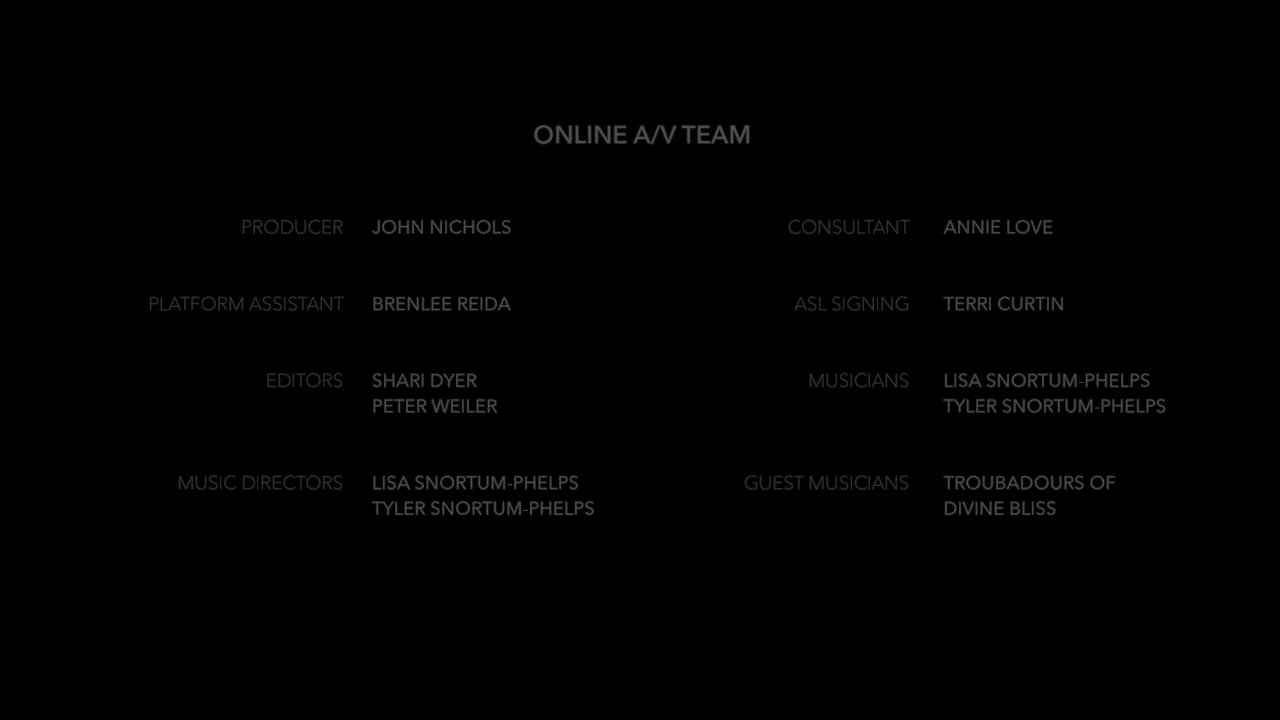 ONLINE A/V TEAM
PRODUCER JOHN NICHOLS
PLATFORM ASSISTANT BRENLEE REIDA
EDITORS SHARI DYER
PETER WEILER
MUSIC DIRECTORS LISA SNORTUM-PHELPS
TYLER SNORTUM-PHELPS
CONSULTANT ANNIE LOVE
ASL SIGNING TERRI CURTIN
MUSICIANS LISA SNORTUM-PHELPS
TYLER SNORTUM-PHELPS
GUEST MUSICIANS TROUBADOURS OF
DIVINE BLISS